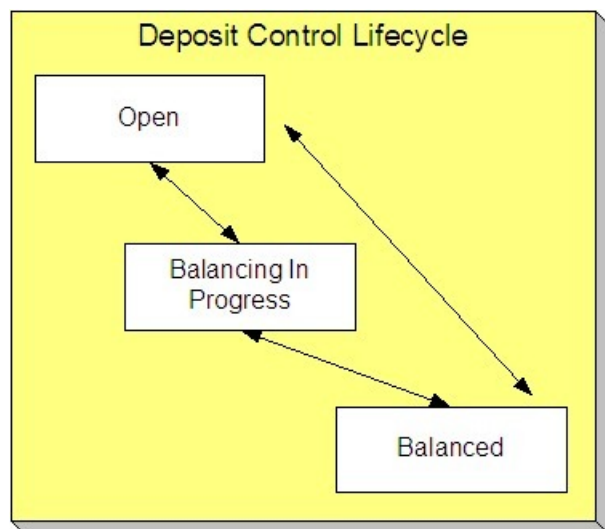 Deposit Control Lifecycle
Open
Balancing In
Progress
Balanced